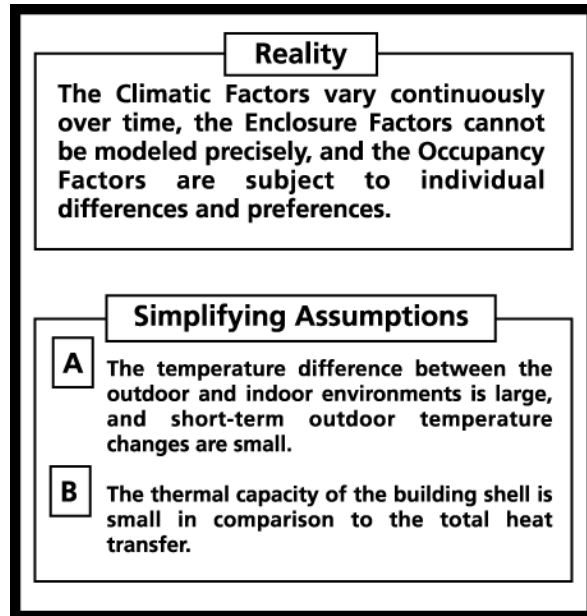 Reality
The Climatic Factors vary continuously
over time, the Enclosure Factors cannot
be modeled precisely, and the Occupancy
Factors are subject to individual
differences and preferences.
Simplifying Assumptions
A
The temperature difference between the
outdoor and indoor environments is large,
and short-term outdoor temperature
changes are small.
B
The thermal capacity of the building shell is
small in comparison to the total heat
transfer.